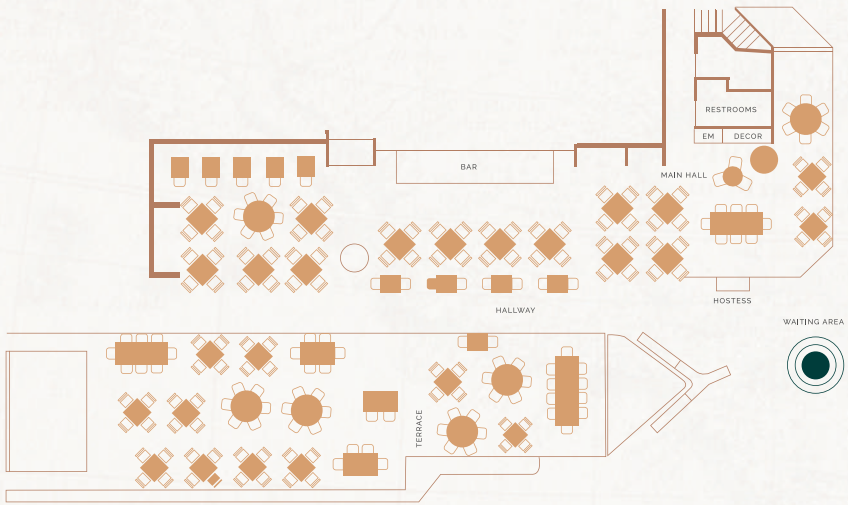 RESTROOMS
EM
DECOR
BAR
MAIN HALL
HOSTESS
HALLWAY
WAITING AREA
TERRACE